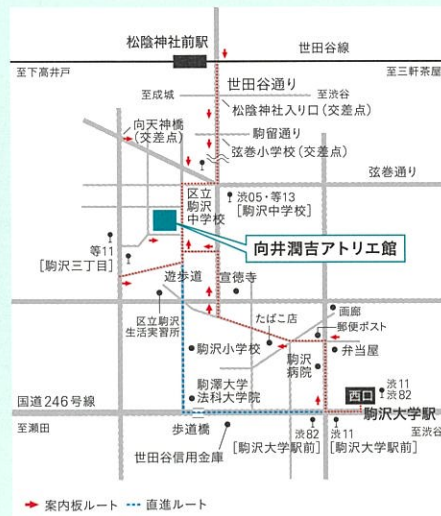 松陰神社前駅
世田谷線
至下高井戸
至三軒茶屋
世田谷通り
至成城
至渋谷
松陰神社入り口（交差点）
向天神橋
（交差点）
駒留通り
弦巻小学校（交差点）
弦巻通り
区立
駒沢
中学校
渋05・等13
［駒沢中学校］
向井潤吉アトリエ館
等11
［駒沢三丁目］
遊歩道
宣徳寺
区立駒沢
生活実習所
たばこ店
画廊
郵便ポスト
駒沢小学校
弁当屋
駒沢
病院
駒澤大学
法科大学院
西口
渋11
渋82
国道246号線
駒沢大学駅
至瀬田
歩道橋
至渋谷
世田谷信用金庫
渋82
［駒沢大学駅前］
渋11
［駒沢大学駅前］
案内板ルート
直進ルート